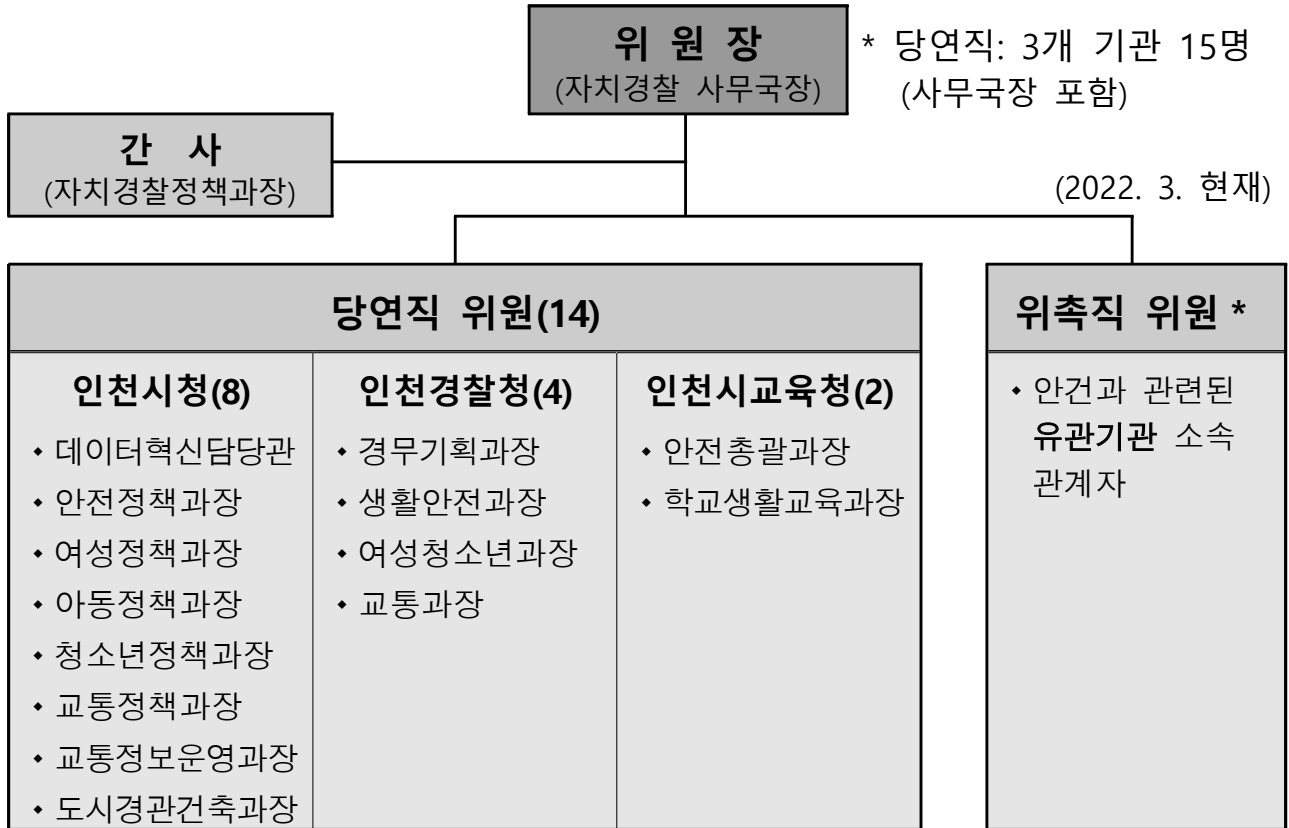 위 원 장
(자치경찰 사무국장)
* 당연직: 3개 기관 15명
(사무국장 포함)
간 사
(자치경찰정책과장)
(2022. 3. 현재)
당연직 위원(14)
인천시청(8)
데이터혁신담당관
안전정책과장
여성정책과장
아동정책과장
청소년정책과장
교통정책과장
교통정보운영과장
도시경관건축과장
인천경찰청(4)
경무기획과장
생활안전과장
여성청소년과장
교통과장
인천시교육청(2)
안전총괄과장
학교생활교육과장
위촉직 위원 *
안건과 관련된
유관기관 소속
관계자